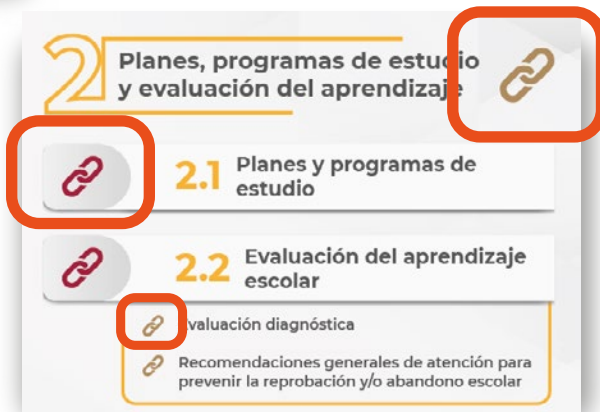 2 Planes, programas de estudio
y evaluación del aprendizaje
2.1 Planes y programas de
estudio
2.2 Evaluación del aprendizaje
escolar
Evaluación diagnóstica
Recomendaciones generales de atención para
prevenir la reprobación y/o abandono escolar